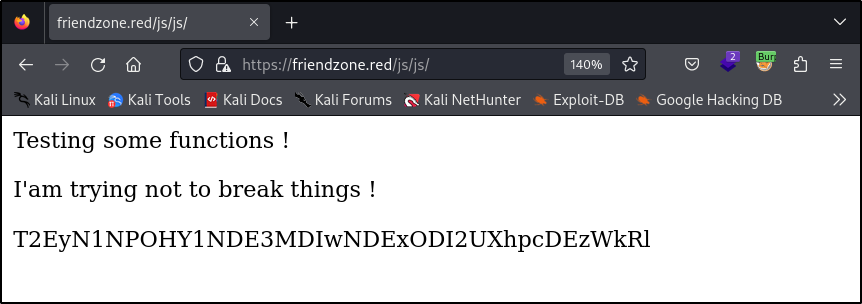 friendzone.red/js/js/
https://friendzone.red/js/js/
140%
2
Kali Linux
Kali Tools
Kali Docs
Kali Forums
Kali NetHunter
Exploit-DB
Google Hacking DB
Testing some functions !
I'am trying not to break things !
T2EyN1NPOHY1NDE3MDIwNDExODI2UXhpcDEzWkRl